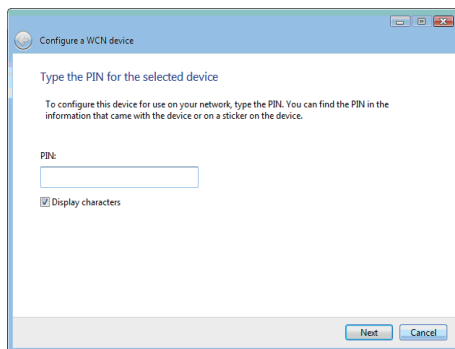 Configure a WCN device
Type the PIN for the selected device
To configure this device for use on your network, type the PIN. You can find the PIN in the
information that came with the device or on a sticker on the device.
PIN:
Display characters
Next Cancel